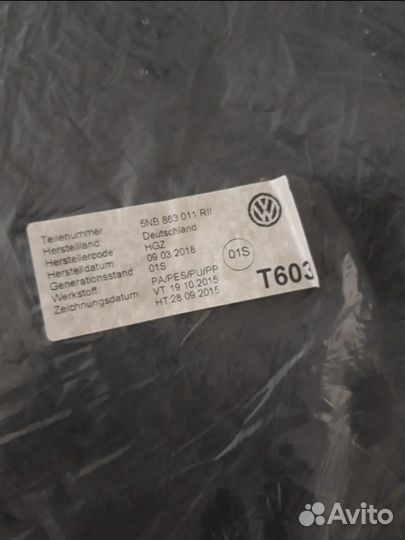 Teilenummer: 5NB 863 011 RII
Herstelland: Deutschland
Herstellercode: HGZ
Herstelldatum: 09.03.2018
Generationsstand: 01S
Werkstoff: PA/PES/PU/PP
Zeichnungsdatum: VT 19.10.2015
HT 28.09.2015
01S
T603
Avito